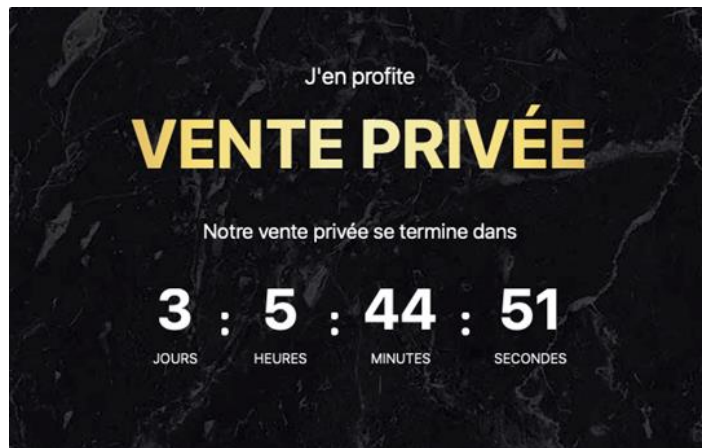 J'en profite
VENTE PRIVÉE
Notre vente privée se termine dans
3 : 5 : 44 : 51
JOURS HEURES MINUTES SECONDES